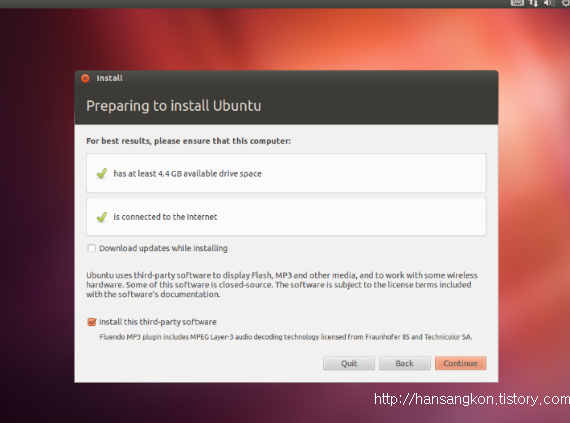 Install
Preparing to install Ubuntu
For best results, please ensure that this computer:
has at least 4.4 GB available drive space
is connected to the Internet
Download updates while installing
Ubuntu uses third-party software to display Flash, MP3 and other media, and to work with some wireless
hardware. Some of this software is closed-source. The software is subject to the license terms included
with the software's documentation.
Install this third-party software
Fluendo MP3 plugin includes MPEG Layer-3 audio decoding technology licensed from Fraunhofer IIS and Technicolor SA.
Quit Back Continue
http://hansangkon.tistory.com